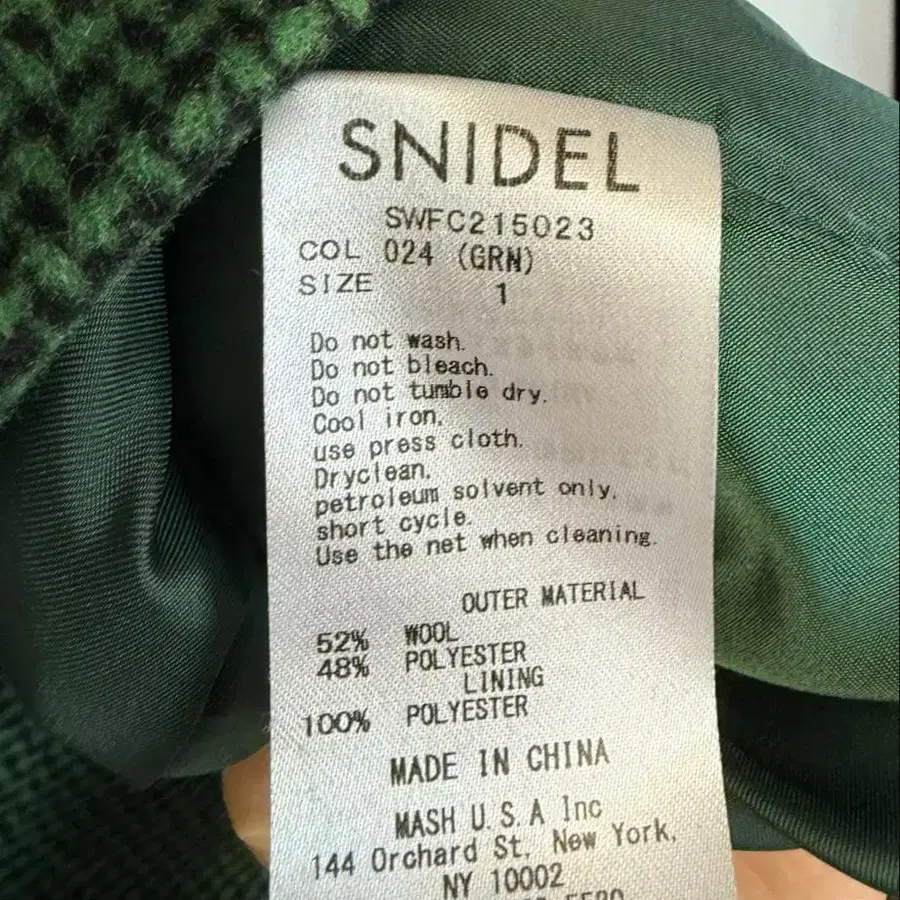 SNIDEL
SWFC215023
COL 024 (GRN)
SIZE 1
Do not wash.
Do not bleach.
Do not tumble dry.
Cool iron.
use press cloth.
Dryclean.
petroleum solvent only.
short cycle.
Use the net when cleaning.
OUTER MATERIAL
52% WOOL
48% POLYESTER
LINING
100% POLYESTER
MADE IN CHINA
MASH U.S.A Inc
144 Orchard St. New York.
NY 10002